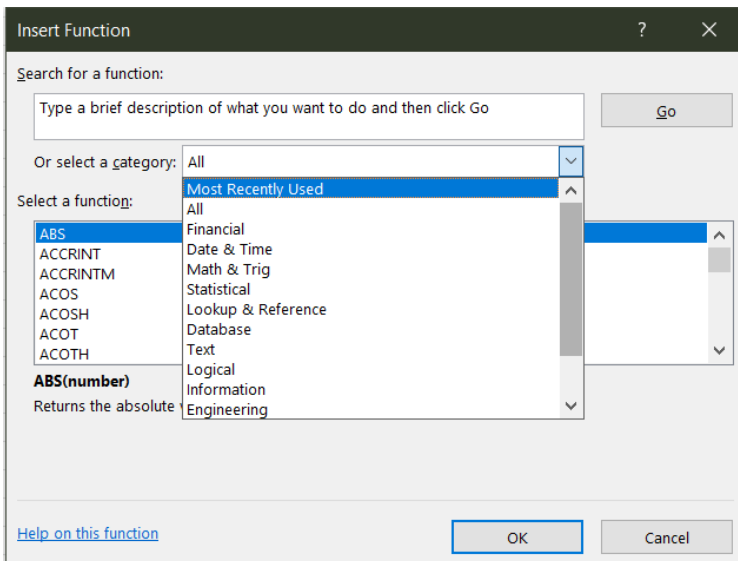 Insert Function
?
Search for a function:
Type a brief description of what you want to do and then click Go
Go
Or select a category: All
Most Recently Used
All
Financial
Date & Time
Math & Trig
Statistical
Lookup & Reference
Database
Text
Logical
Information
Engineering
Select a function:
ABS
ACCRINT
ACCRINTM
ACOS
ACOSH
ACOT
ACOTH
ABS(number)
Returns the absolute
Help on this function
OK
Cancel